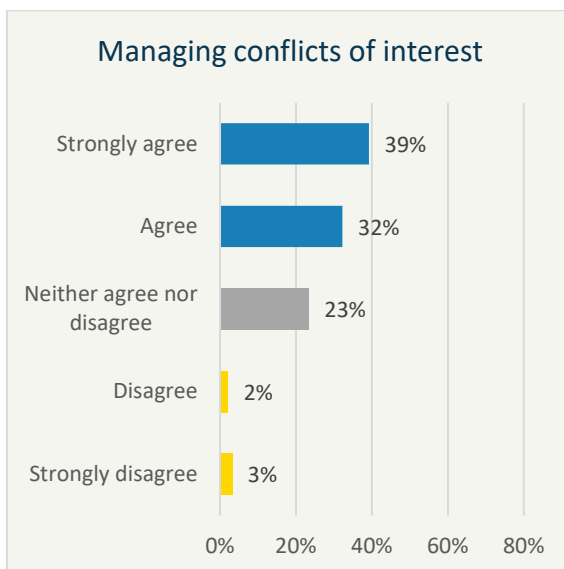 Managing conflicts of interest
Strongly agree
39%
Agree
32%
Neither agree nor
disagree
23%
Disagree
2%
Strongly disagree
3%
0%
20%
40%
60%
80%